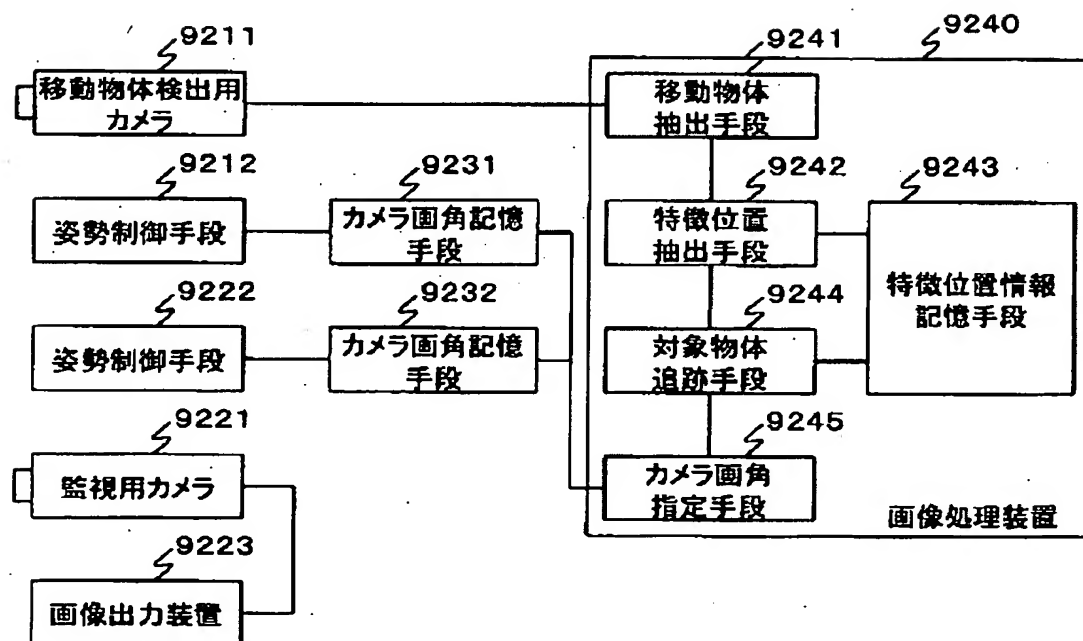 9211
移動物体検出用
カメラ
9212
姿勢制御手段
9222
姿勢制御手段
9221
監視用カメラ
9223
画像出力装置
9231
カメラ画角記憶
手段
9232
カメラ画角記憶
手段
9240
9241
移動物体
抽出手段
9242
特徴位置
抽出手段
9243
特徴位置情報
記憶手段
9244
対象物体
追跡手段
9245
カメラ画角
指定手段
画像処理装置